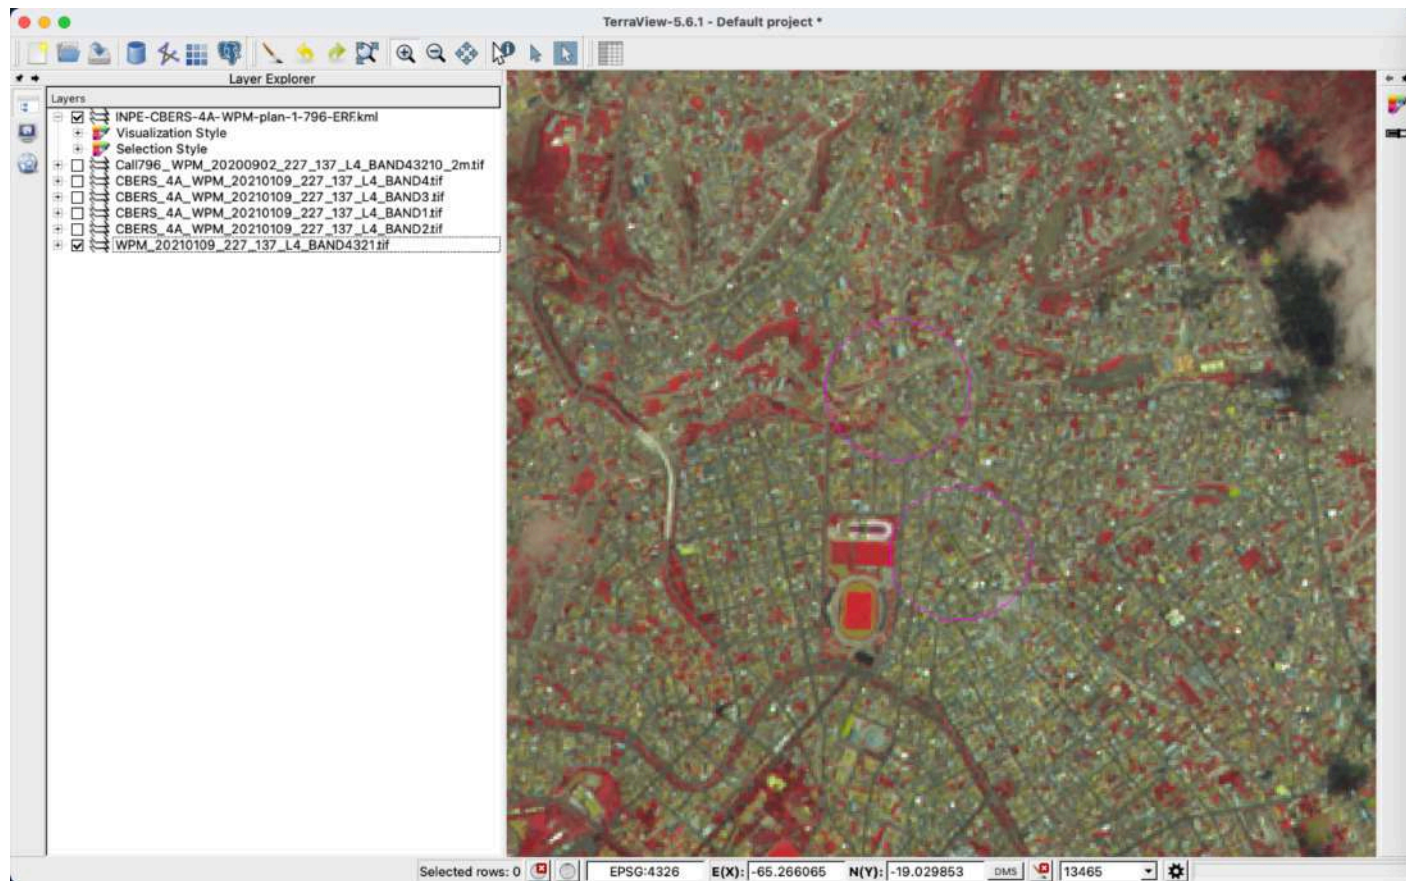 TerraView-5.6.1 - Default project *
Layer Explorer
Layers
INPE-CBERS-4A-WPM-plan-1-796-ERF.kml
Visualization Style
Selection Style
Call796_WPM_20200902_227_137_L4_BAND43210_2m.tif
CBERS_4A_WPM_20210109_227_137_L4_BAND4.tif
CBERS_4A_WPM_20210109_227_137_L4_BAND3.tif
CBERS_4A_WPM_20210109_227_137_L4_BAND1.tif
CBERS_4A_WPM_20210109_227_137_L4_BAND2.tif
WPM_20210109_227_137_L4_BAND4321.tif
Selected rows: 0 EPSG:4326 E(X): -65.266065 N(Y): -19.029853 DMS 13465